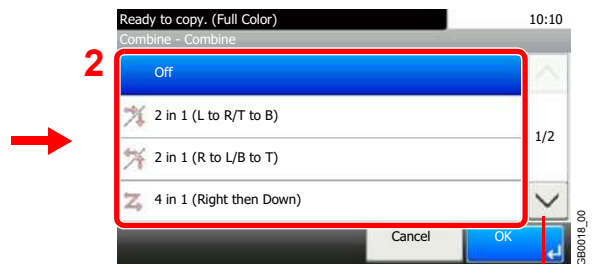 Ready to copy. (Full Color) 10:10
Combine - Combine
2
Off
2 in 1 (L to R/T to B)
2 in 1 (R to L/B to T)
1/2
4 in 1 (Right then Down)
Cancel OK
GB0018_00